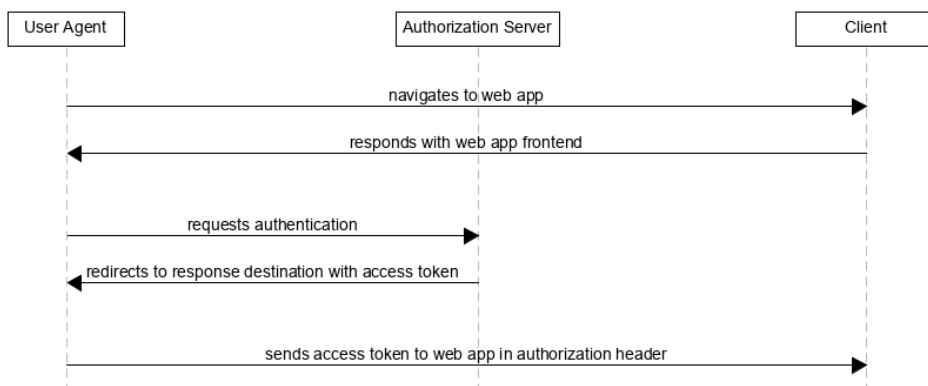 User Agent
Authorization Server
Client
navigates to web app
responds with web app frontend
requests authentication
redirects to response destination with access token
sends access token to web app in authorization header